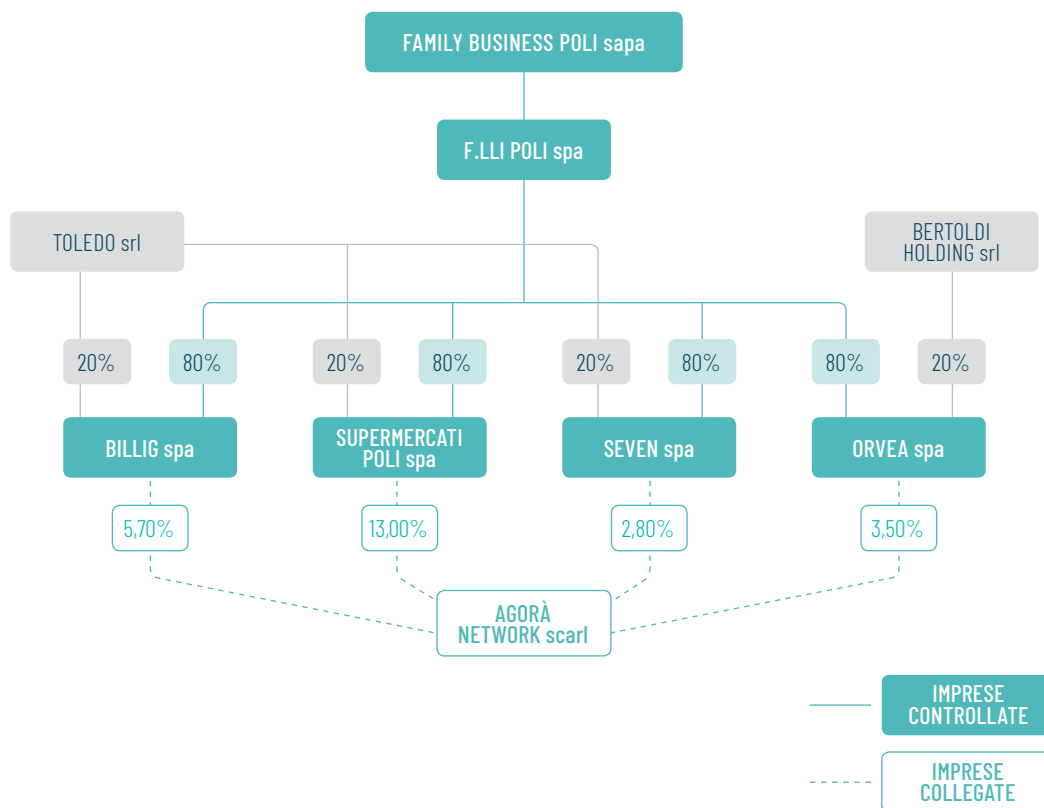 FAMILY BUSINESS POLI sapa
F.LLI POLI spa
TOLEDO srl
BERTOLDI
HOLDING srl
20%
80%
20%
80%
20%
80%
80%
20%
BILLIG spa
SUPERMERCATI
POLI spa
SEVEN spa
ORVEA spa
5,70%
13,00%
2,80%
3,50%
AGORÀ
NETWORK scarl
IMPRESE
CONTROLLATE
IMPRESE
COLLEGATE